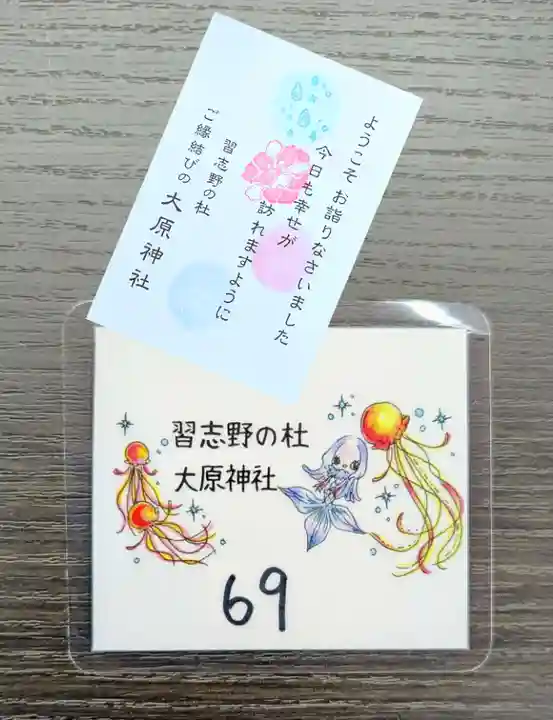 ようこそ お詣りなさいました
今日も幸せが
訪れますように
習志野の杜
ご縁結びの 大原神社
習志野の杜
大原神社
69